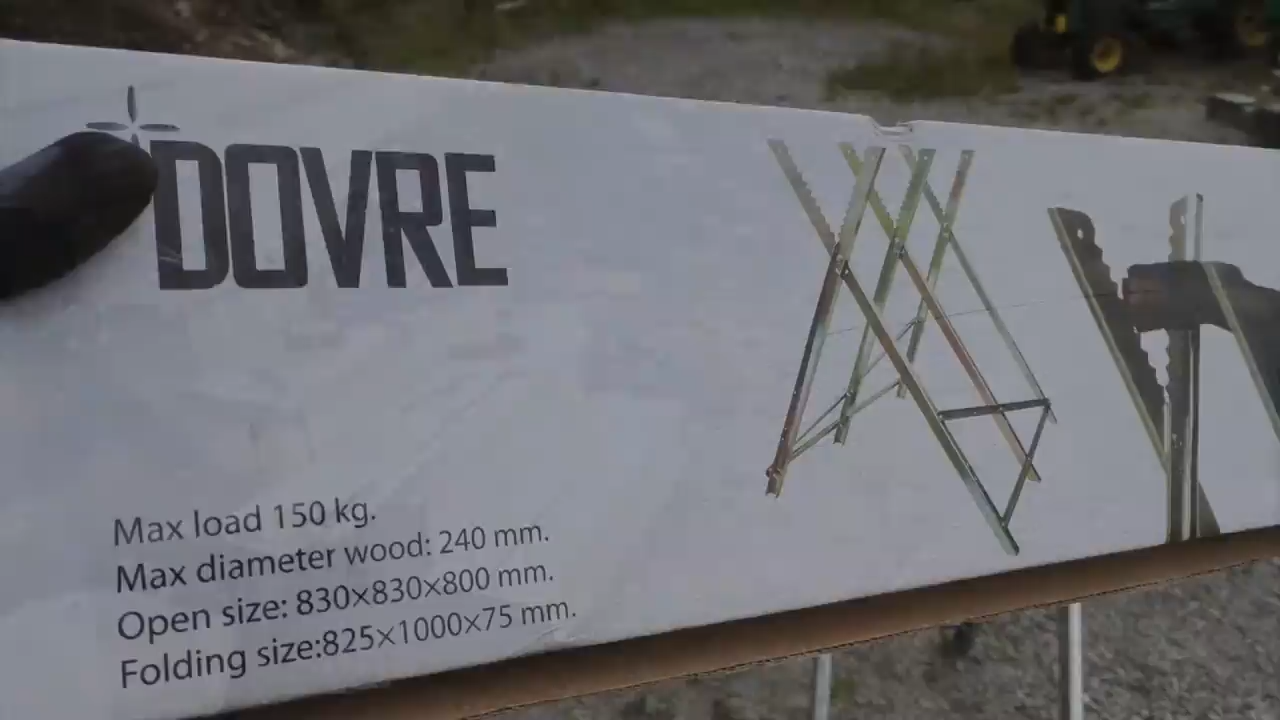 DOVRE
Max load 150 kg.
Max diameter wood: 240 mm.
Open size: 830×830×800 mm.
Folding size:825×1000×75 mm.